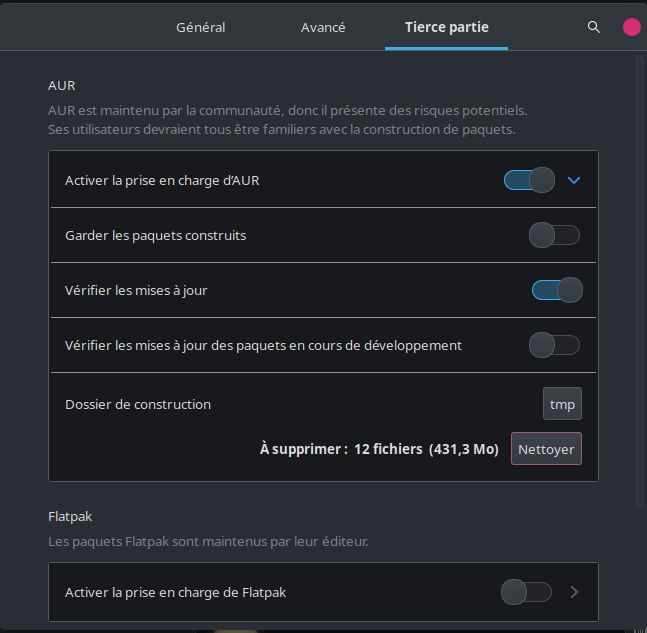 Général Avancé Tierce partie
AUR
AUR est maintenu par la communauté, donc il présente des risques potentiels.
Ses utilisateurs devraient tous être familiers avec la construction de paquets.
Activer la prise en charge d’AUR
Garder les paquets construits
Vérifier les mises à jour
Vérifier les mises à jour des paquets en cours de développement
Dossier de construction tmp
À supprimer : 12 fichiers (431,3 Mo) Nettoyer
Flatpak
Les paquets Flatpak sont maintenus par leur éditeur.
Activer la prise en charge de Flatpak